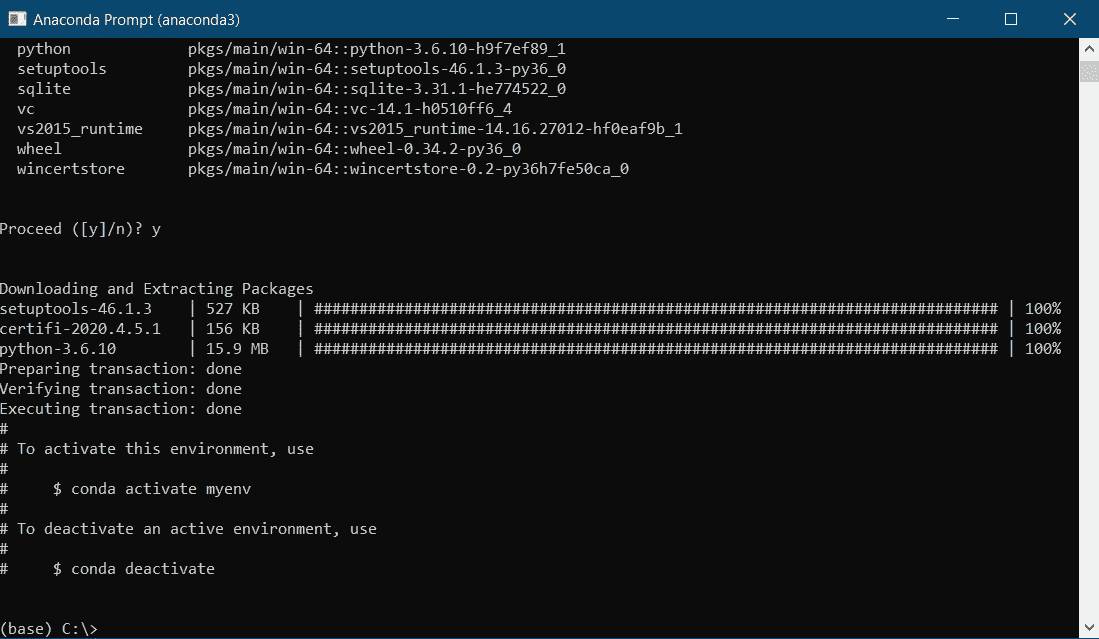 Anaconda Prompt (anaconda3)
python             pkgs/main/win-64::python-3.6.10-h9f7ef89_1
setuptools         pkgs/main/win-64::setuptools-46.1.3-py36_0
sqlite             pkgs/main/win-64::sqlite-3.31.1-he774522_0
vc                 pkgs/main/win-64::vc-14.1-h0510ff6_4
vs2015_runtime     pkgs/main/win-64::vs2015_runtime-14.16.27012-hf0eaf9b_1
wheel              pkgs/main/win-64::wheel-0.34.2-py36_0
wincertstore       pkgs/main/win-64::wincertstore-0.2-py36h7fe50ca_0
Proceed ([y]/n)? y
Downloading and Extracting Packages
setuptools-46.1.3    | 527 KB    | ############################################################################ | 100%
certifi-2020.4.5.1   | 156 KB    | ############################################################################ | 100%
python-3.6.10        | 15.9 MB   | ############################################################################ | 100%
Preparing transaction: done
Verifying transaction: done
Executing transaction: done
#
# To activate this environment, use
#
#     $ conda activate myenv
#
# To deactivate an active environment, use
#
#     $ conda deactivate
(base) C:\>